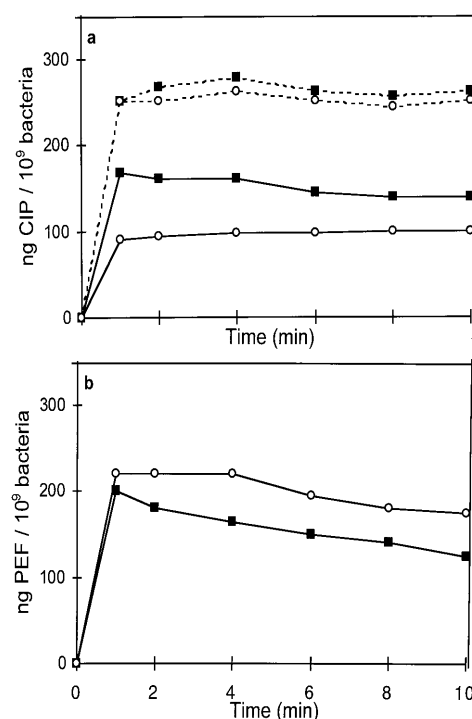 a
300
200
100
0
ng CIP / 10⁹ bacteria
Time (min)
b
300
200
100
0
ng PEF / 10⁹ bacteria
0 2 4 6 8 10
Time (min)